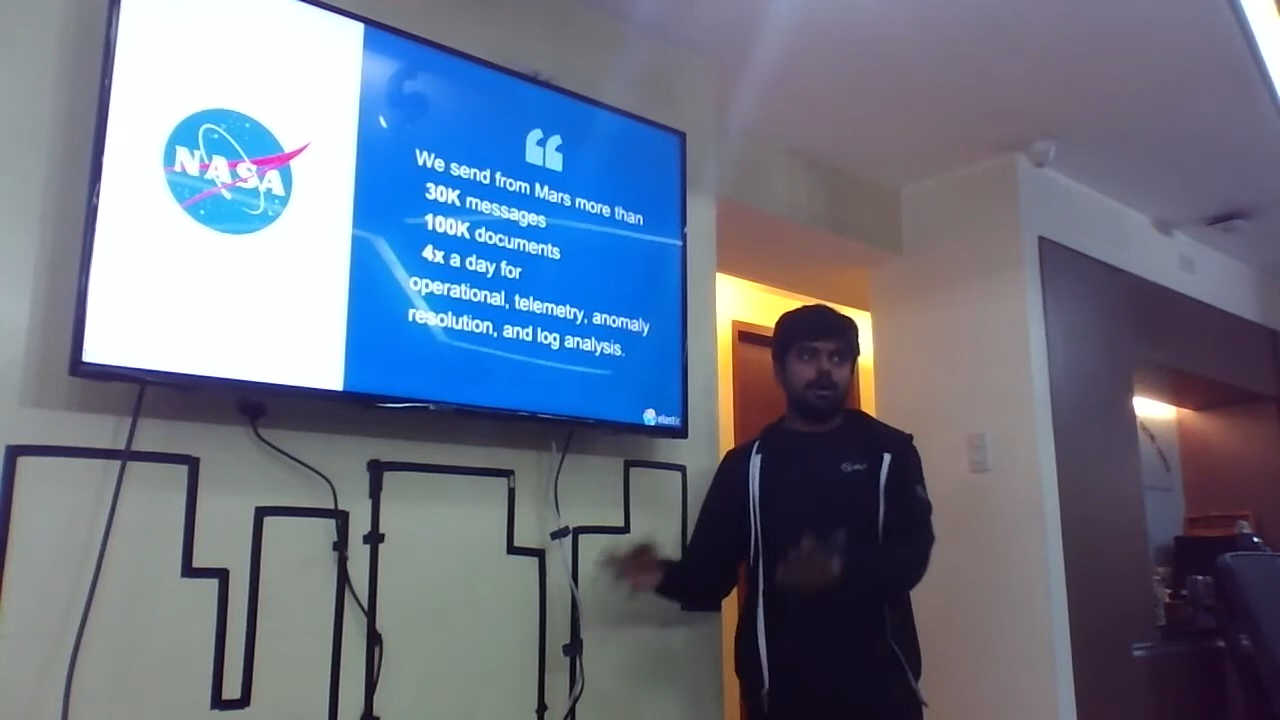 NASA
We send from Mars more than
30K messages
100K documents
4x a day for
operational, telemetry, anomaly
resolution, and log analysis.
elastic